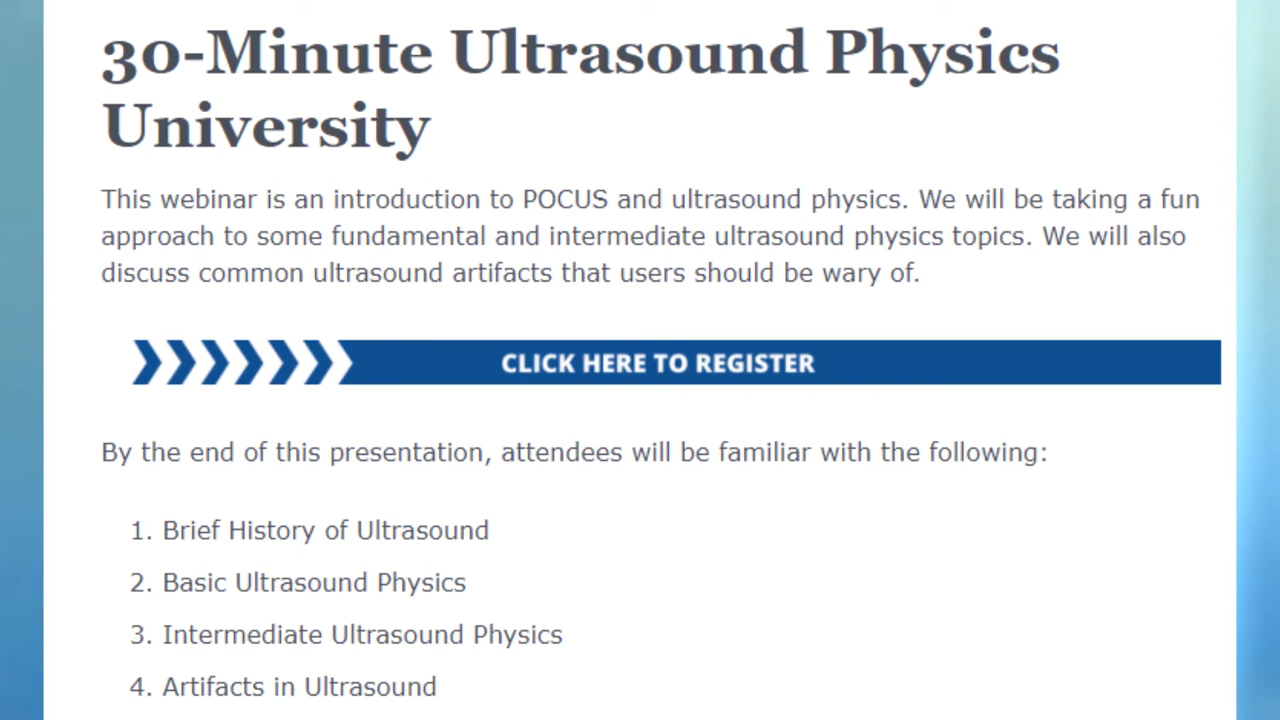 30-Minute Ultrasound Physics
University
This webinar is an introduction to POCUS and ultrasound physics. We will be taking a fun
approach to some fundamental and intermediate ultrasound physics topics. We will also
discuss common ultrasound artifacts that users should be wary of.
CLICK HERE TO REGISTER
By the end of this presentation, attendees will be familiar with the following:
1. Brief History of Ultrasound
2. Basic Ultrasound Physics
3. Intermediate Ultrasound Physics
4. Artifacts in Ultrasound